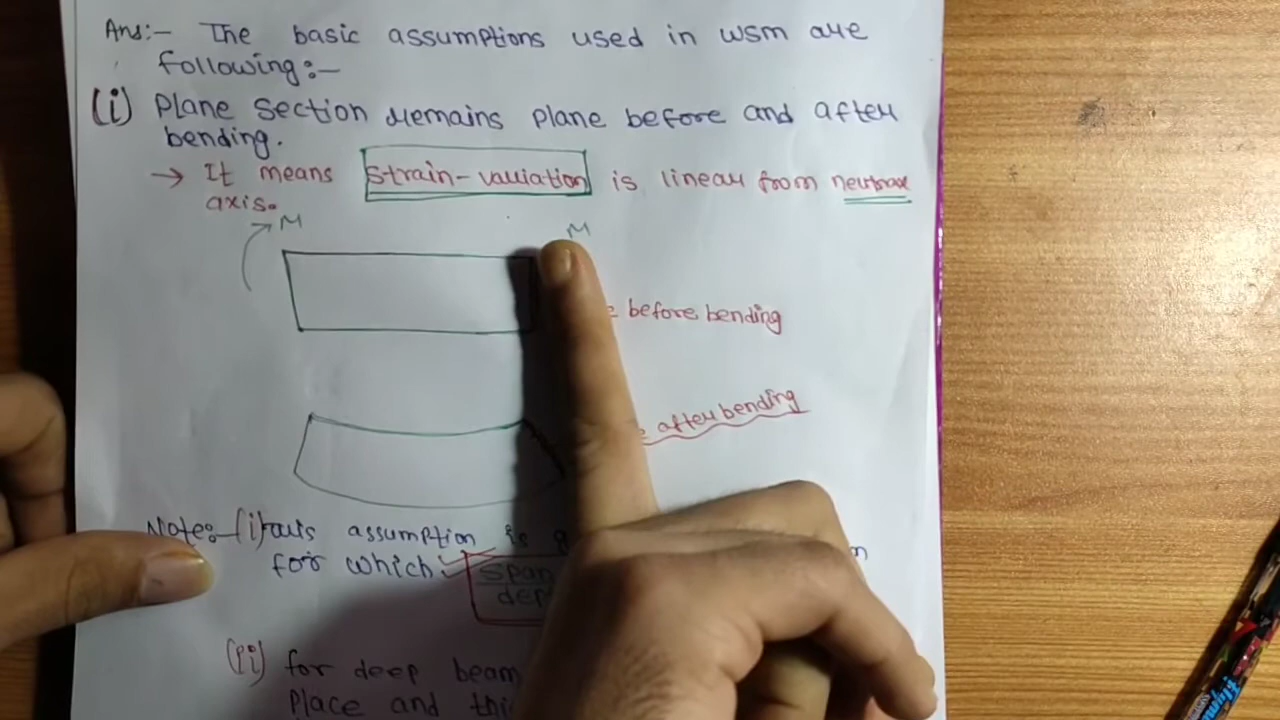 Ans:- The basic assumptions used in WSM are
following:-
(i) Plane Section remains plane before and after
bending.
→ It means strain-variation is linear from neutral
axis.
M
M
before bending
after bending
Note:- (i) this assumption is
for which span
(ii) for deep beam
place and